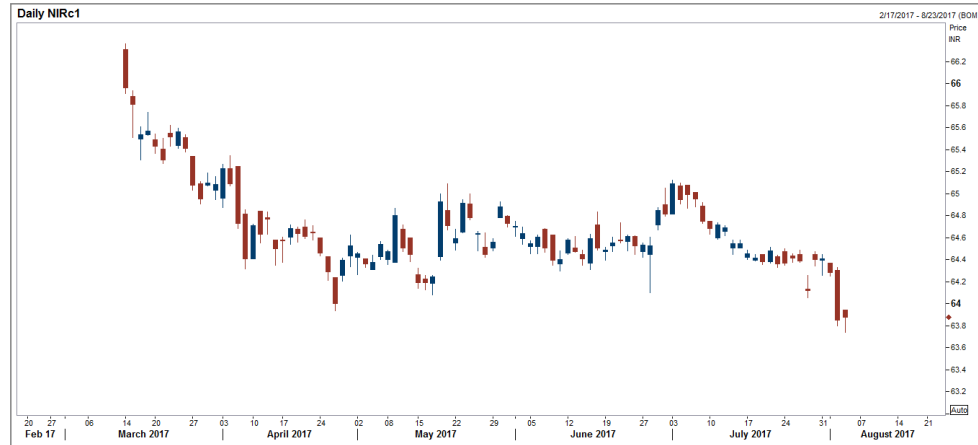 Daily NIRc1
2/17/2017 - 8/23/2017 (BOM
Price
INR
66.2
66
65.8
65.6
65.4
65.2
65
64.8
64.6
64.4
64.2
64
63.8
63.6
63.4
63.2
Auto
20 27 06 14 20 27 03 10 17 24 02 08 15 22 29 05 12 19 27 03 10 17 24 31 07 14 21
Feb 17 March 2017 April 2017 May 2017 June 2017 July 2017 August 2017